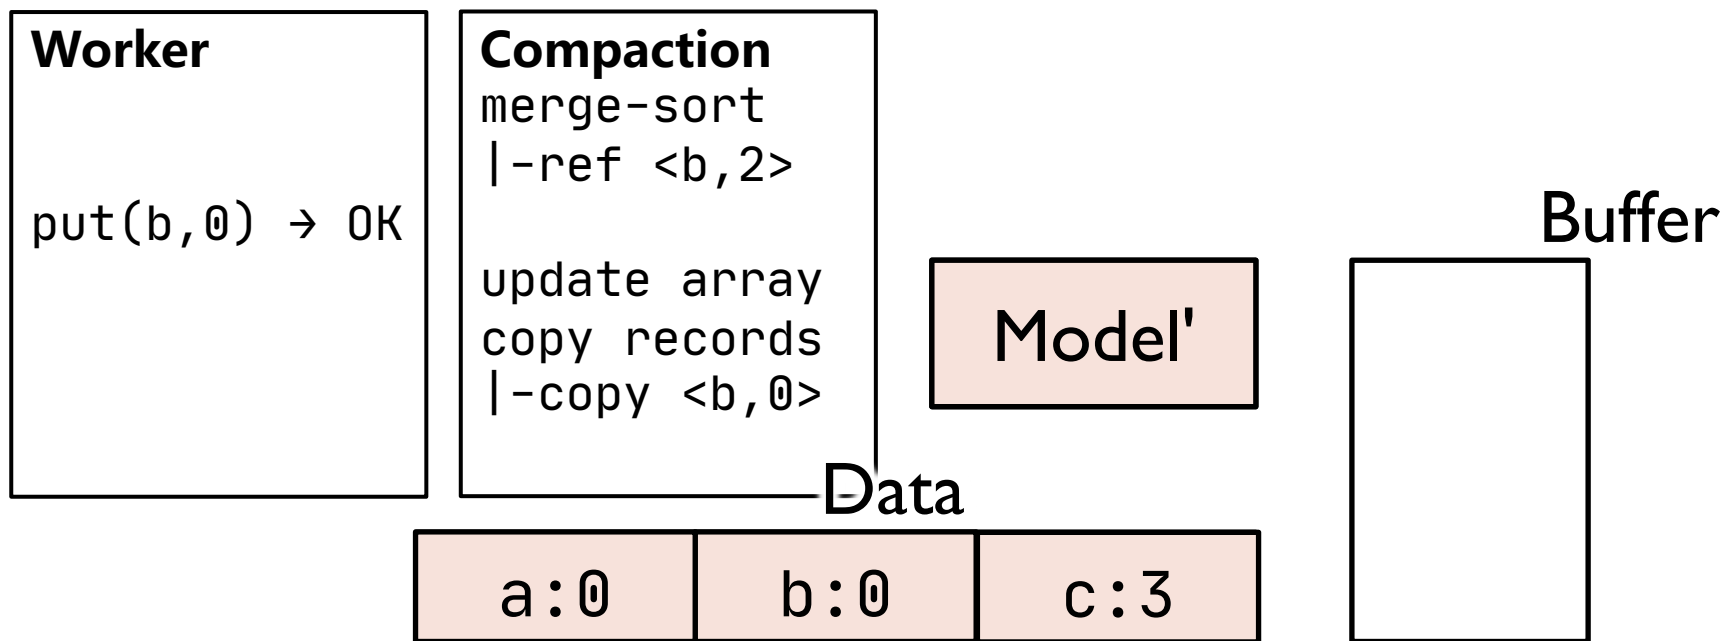 Worker
put(b,0) → OK
Compaction
merge-sort
|-ref <b,2>
update array
copy records
|-copy <b,0>
Model'
Buffer
Data
a:0
b:0
c:3